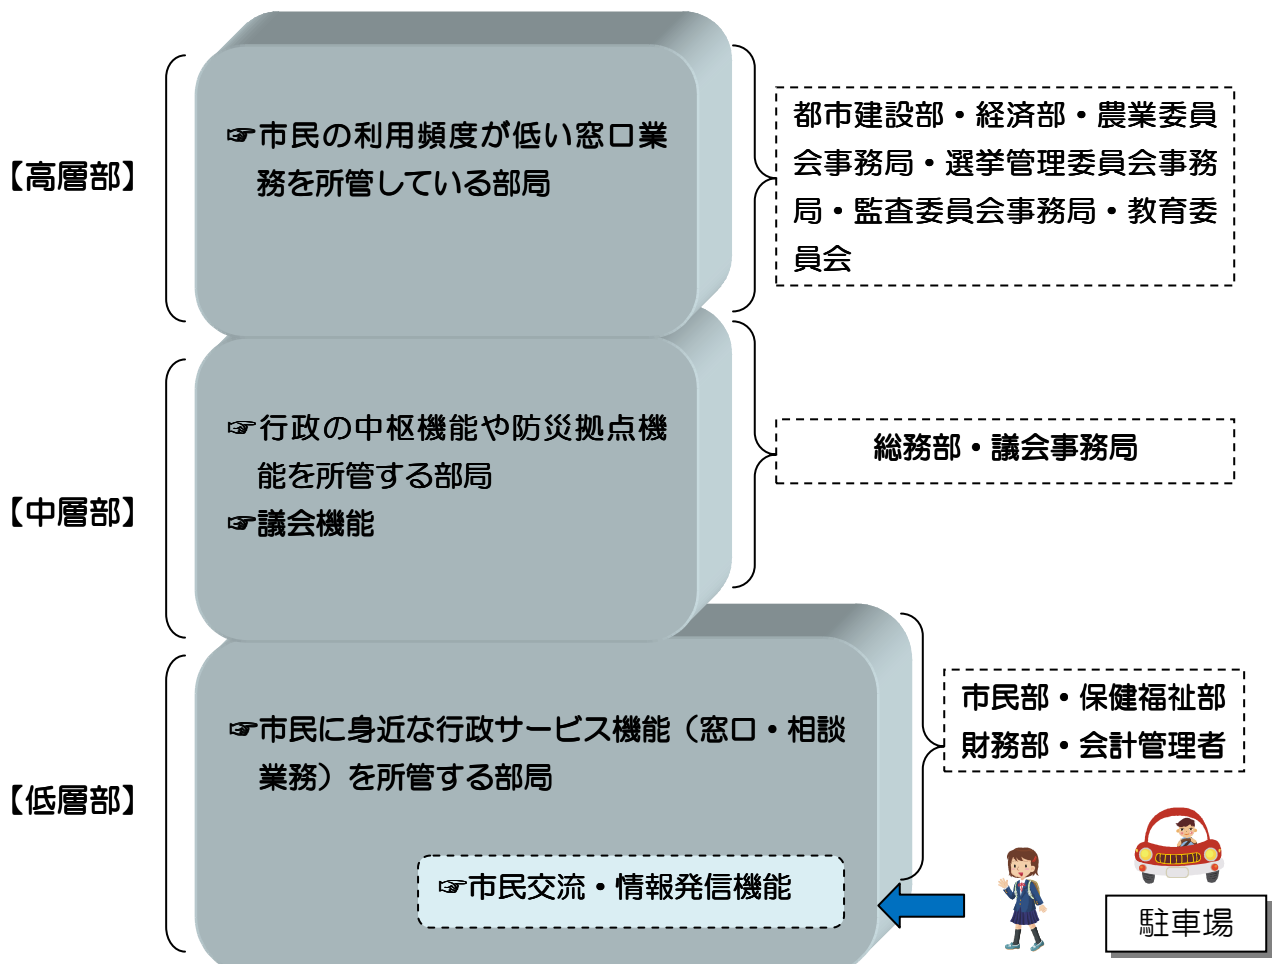 【高層部】
☞市民の利用頻度が低い窓口業
務を所管している部局
都市建設部・経済部・農業委員
会事務局・選挙管理委員会事務
局・監査委員会事務局・教育委
員会
【中層部】
☞行政の中枢機能や防災拠点機
能を所管する部局
☞議会機能
総務部・議会事務局
【低層部】
☞市民に身近な行政サービス機能（窓口・相談
業務）を所管する部局
☞市民交流・情報発信機能
市民部・保健福祉部
財務部・会計管理者
駐車場